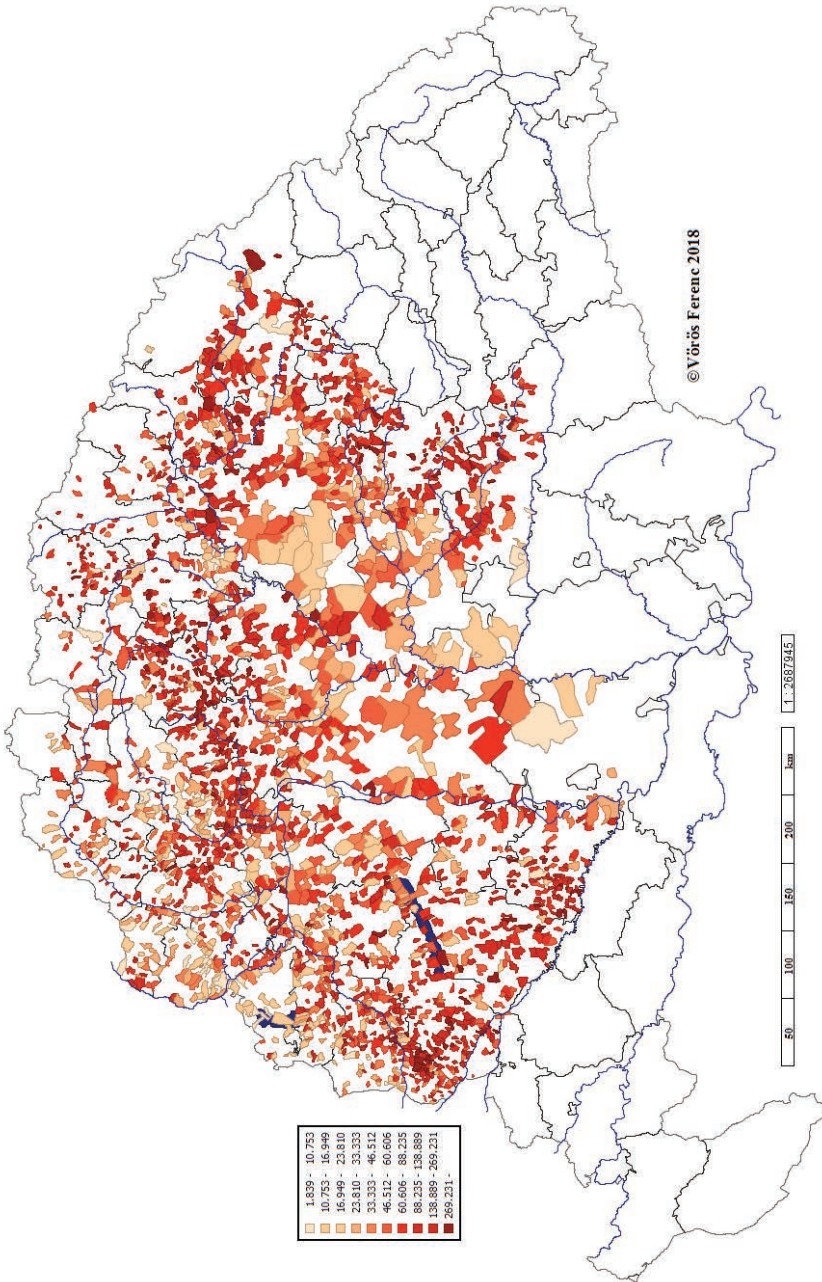 1.839 - 10.753
10.753 - 16.949
16.949 - 23.810
23.810 - 33.333
33.333 - 46.512
46.512 - 60.606
60.606 - 88.235
88.235 - 138.889
138.889 - 269.231
269.231 -
50
100
150
200
km
1 : 2687945
©Vörös Ferenc 2018